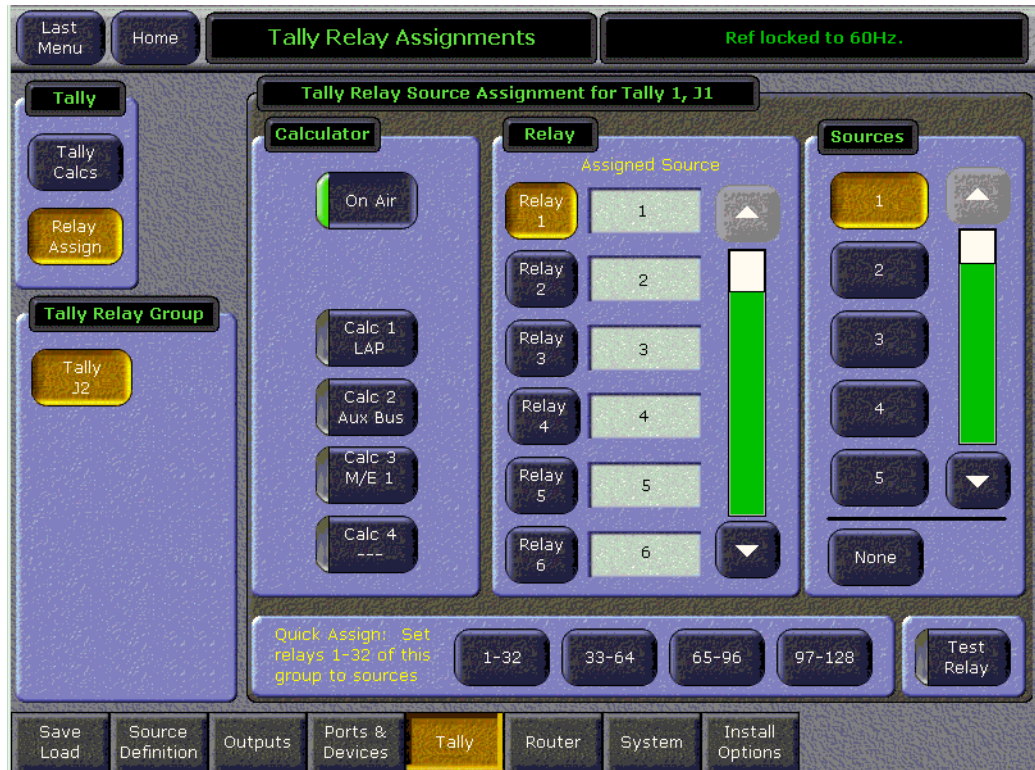 Last
Menu
Home
Tally Relay Assignments
Ref locked to 60Hz.
Tally
Tally
Calcs
Relay
Assign
Tally Relay Group
Tally
J2
Tally Relay Source Assignment for Tally 1, J1
Calculator
On Air
Calc 1
LAP
Calc 2
Aux Bus
Calc 3
M/E 1
Calc 4
---
Relay
Assigned Source
Relay
1
1
Relay
2
2
Relay
3
3
Relay
4
4
Relay
5
5
Relay
6
6
Sources
1
2
3
4
5
None
Quick Assign: Set
relays 1-32 of this
group to sources
1-32
33-64
65-96
97-128
Test
Relay
Save
Load
Source
Definition
Outputs
Ports &
Devices
Tally
Router
System
Install
Options